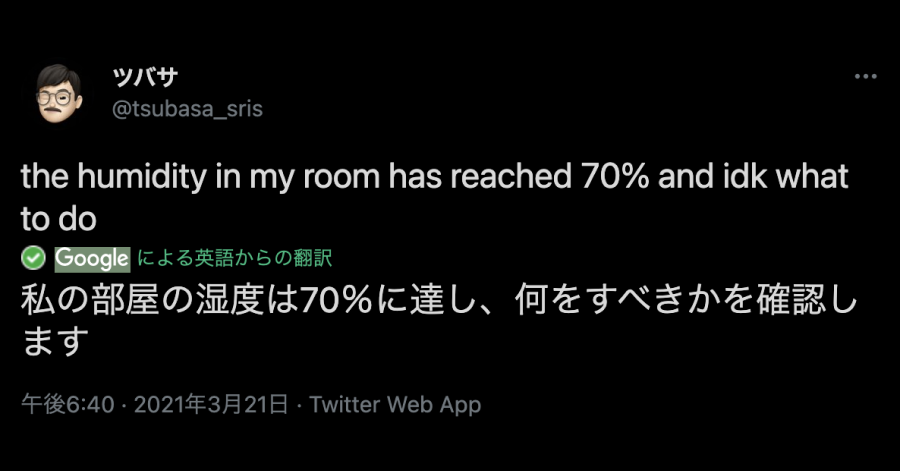 ツバサ
@tsubasa_sris
the humidity in my room has reached 70% and idk what
to do
Google による英語からの翻訳
私の部屋の湿度は70%に達し、何をすべきかを確認し
ます
午後6:40 · 2021年3月21日 · Twitter Web App